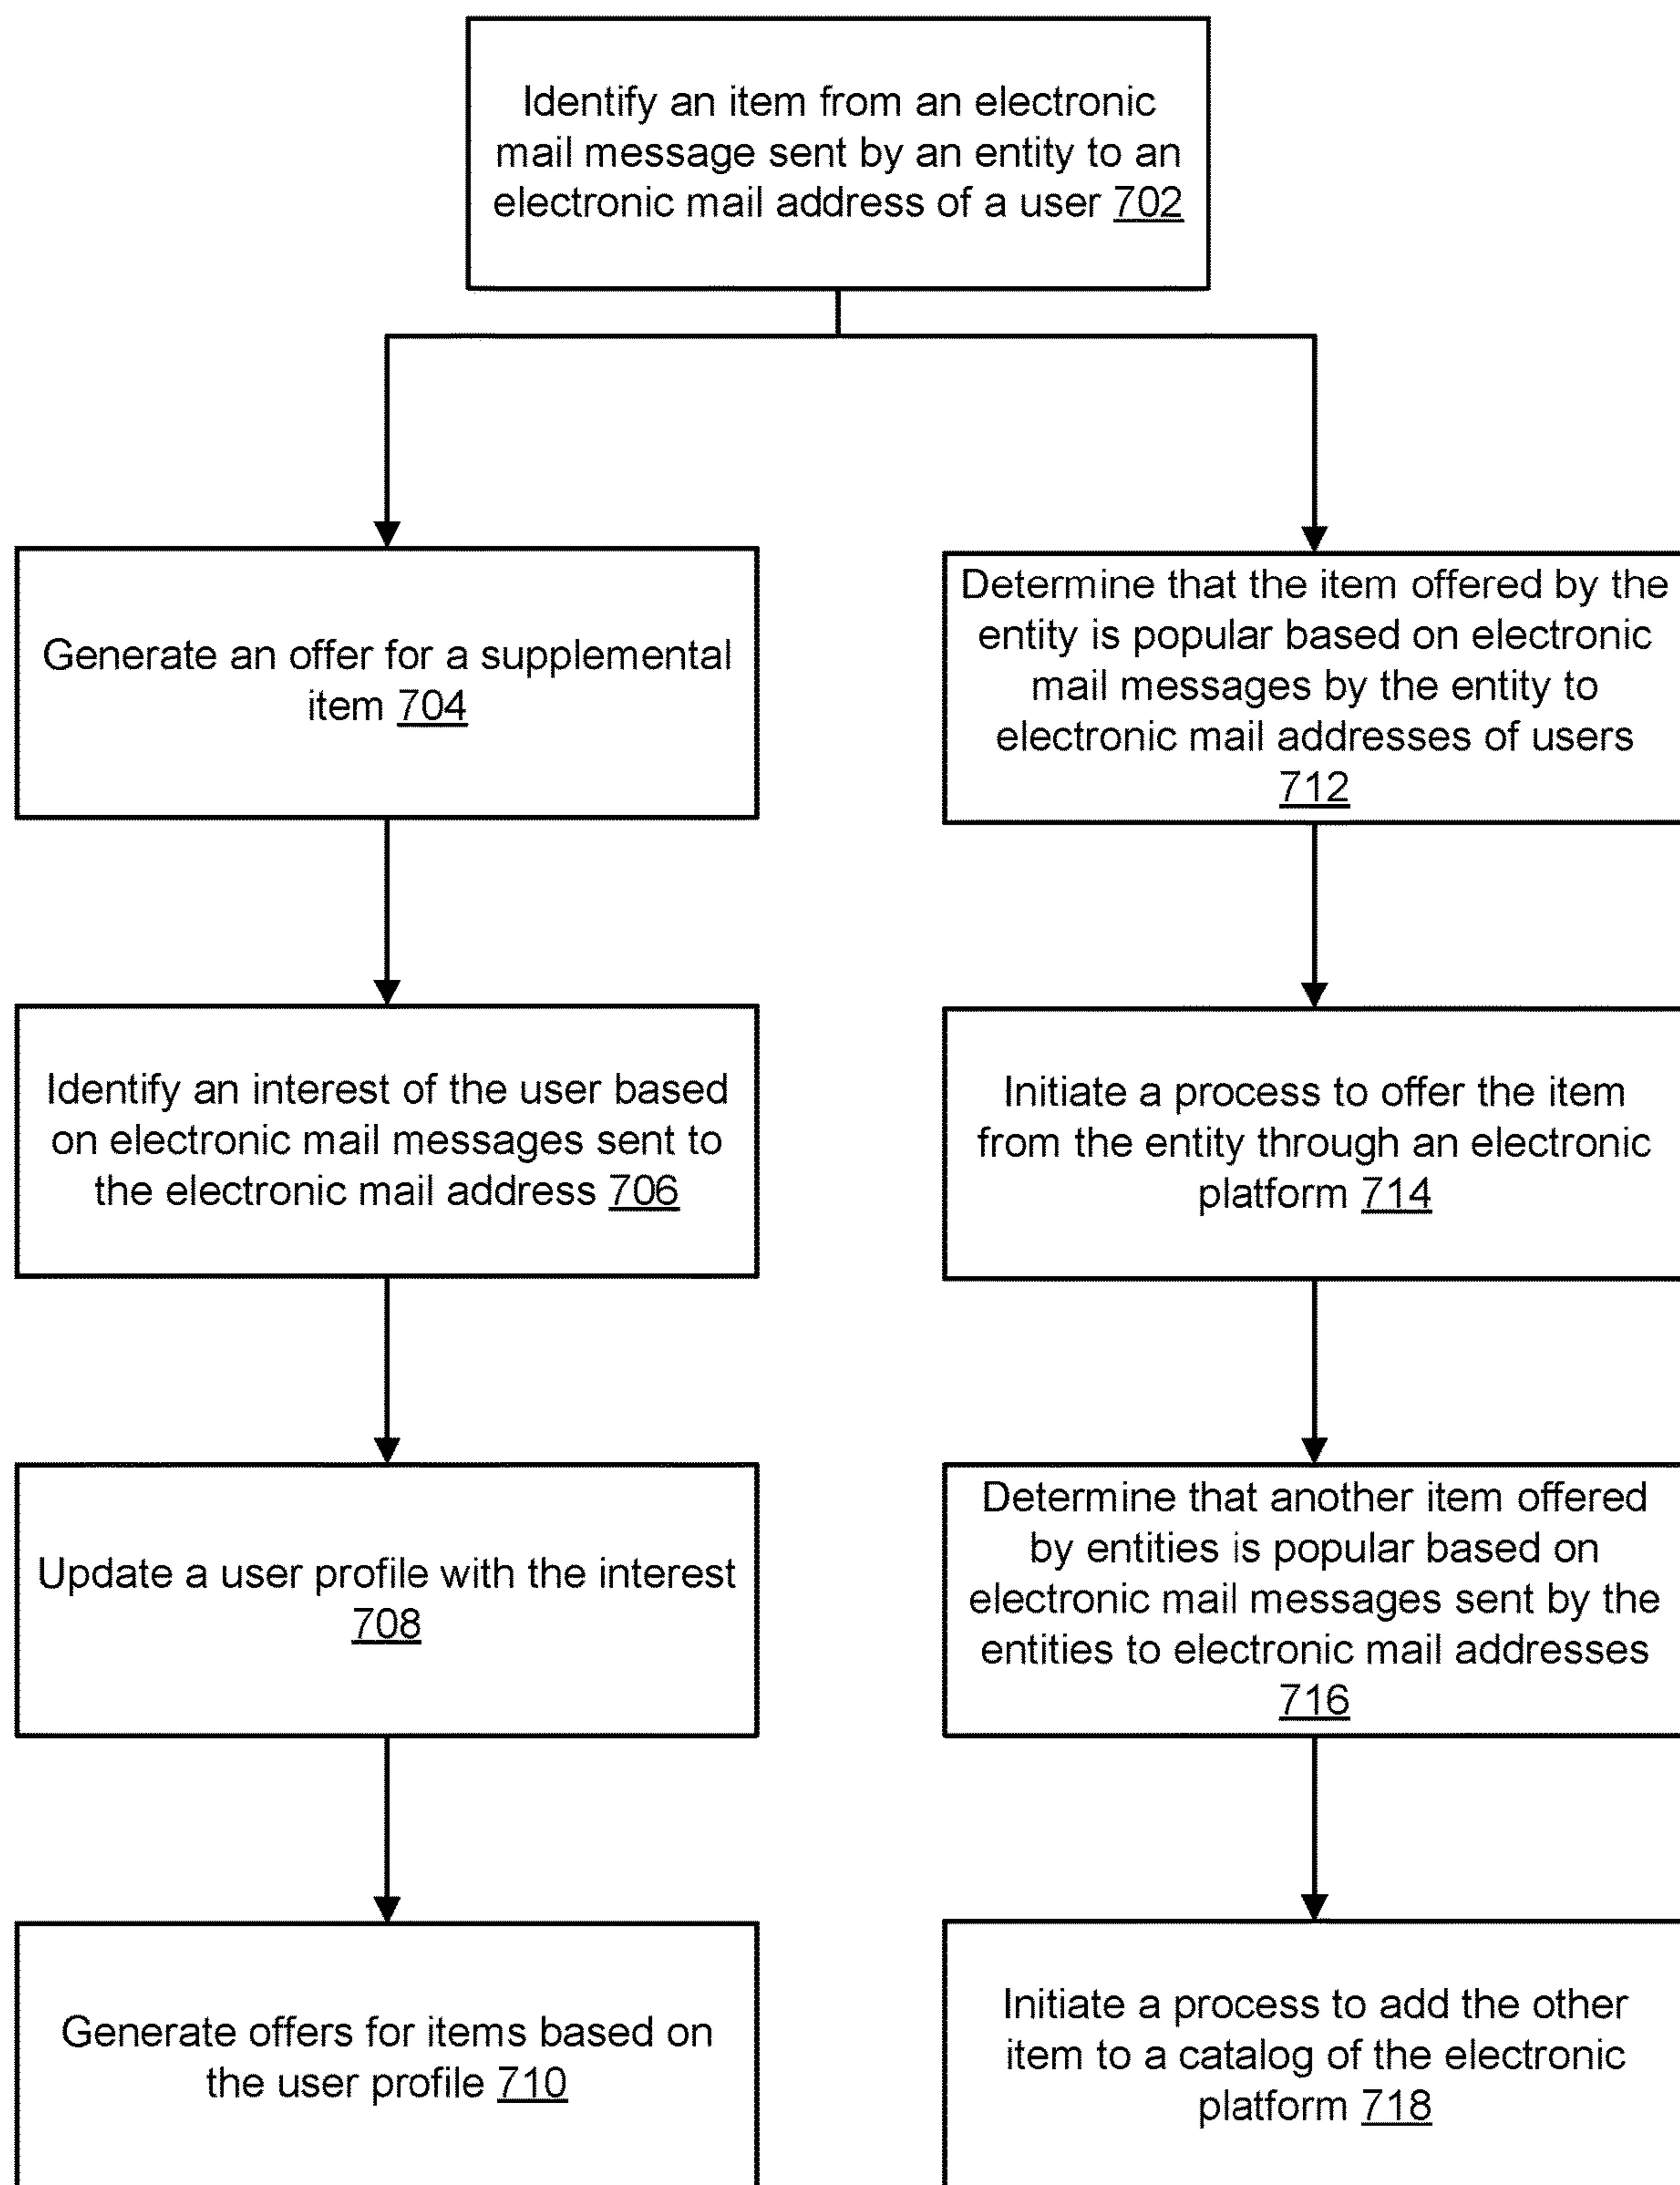 Identify an item from an electronic
mail message sent by an entity to an
electronic mail address of a user 702
Generate an offer for a supplemental
item 704
Identify an interest of the user based
on electronic mail messages sent to
the electronic mail address 706
Update a user profile with the interest
708
Generate offers for items based on
the user profile 710
Determine that the item offered by the
entity is popular based on electronic
mail messages by the entity to
electronic mail addresses of users
712
Initiate a process to offer the item
from the entity through an electronic
platform 714
Determine that another item offered
by entities is popular based on
electronic mail messages sent by the
entities to electronic mail addresses
716
Initiate a process to add the other
item to a catalog of the electronic
platform 718